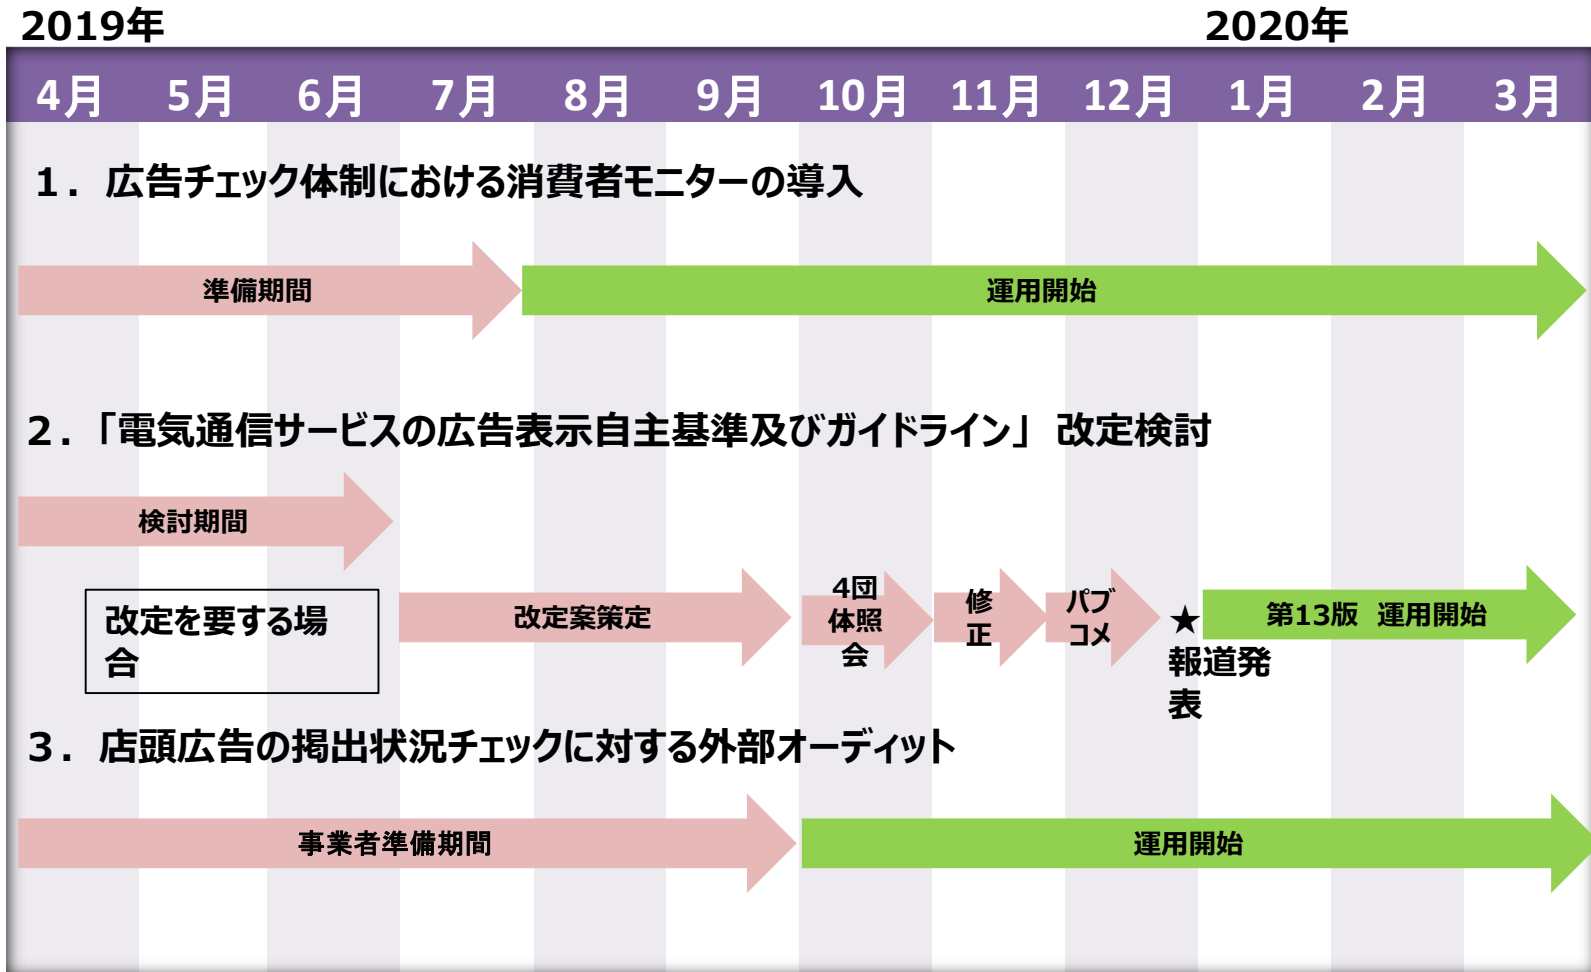 2019年
2020年
4月 5月 6月 7月 8月 9月 10月 11月 12月 1月 2月 3月
1．広告チェック体制における消費者モニターの導入
準備期間
運用開始
2．「電気通信サービスの広告表示自主基準及びガイドライン」 改定検討
検討期間
改定を要する場
合
改定案策定
4団
体照
会
修
正
パブ
コメ
★
報道発
表
第13版 運用開始
3．店頭広告の掲出状況チェックに対する外部オーディット
事業者準備期間
運用開始